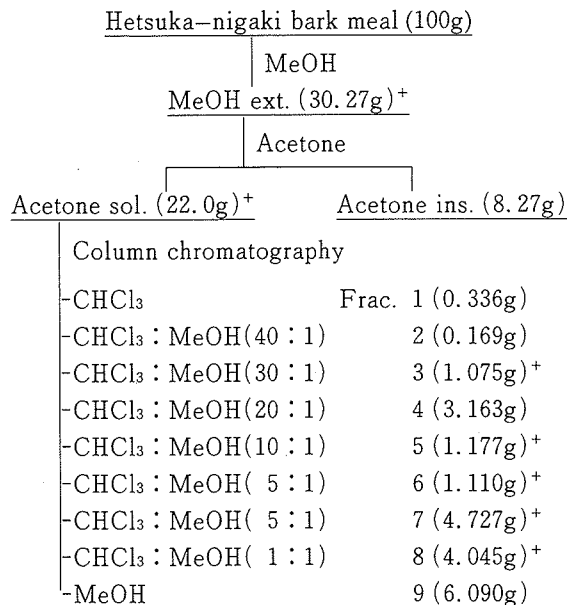 Hetsuka–nigaki bark meal (100g)
MeOH
MeOH ext. (30.27g)⁺
Acetone
Acetone sol. (22.0g)⁺ Acetone ins. (8.27g)
Column chromatography
-CHCl₃ Frac. 1 (0.336g)
-CHCl₃：MeOH(40：1) 2 (0.169g)
-CHCl₃：MeOH(30：1) 3 (1.075g)⁺
-CHCl₃：MeOH(20：1) 4 (3.163g)
-CHCl₃：MeOH(10：1) 5 (1.177g)⁺
-CHCl₃：MeOH( 5：1) 6 (1.110g)⁺
-CHCl₃：MeOH( 5：1) 7 (4.727g)⁺
-CHCl₃：MeOH( 1：1) 8 (4.045g)⁺
-MeOH 9 (6.090g)